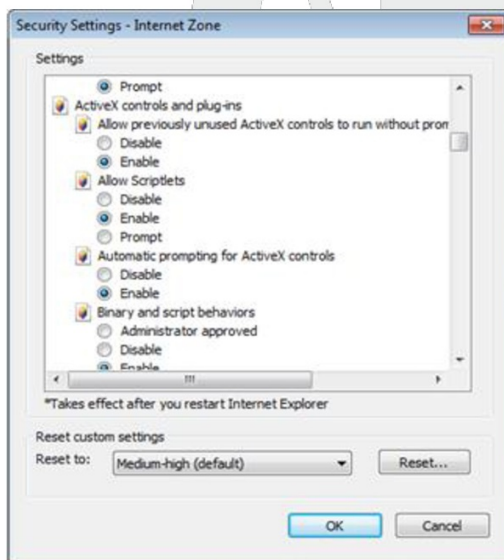 Security Settings - Internet Zone
Settings
Prompt
ActiveX controls and plug-ins
Allow previously unused ActiveX controls to run without prom
Disable
Enable
Allow Scriptlets
Disable
Enable
Prompt
Automatic prompting for ActiveX controls
Disable
Enable
Binary and script behaviors
Administrator approved
Disable
Enable
*Takes effect after you restart Internet Explorer
Reset custom settings
Reset to: Medium-high (default) Reset...
OK Cancel